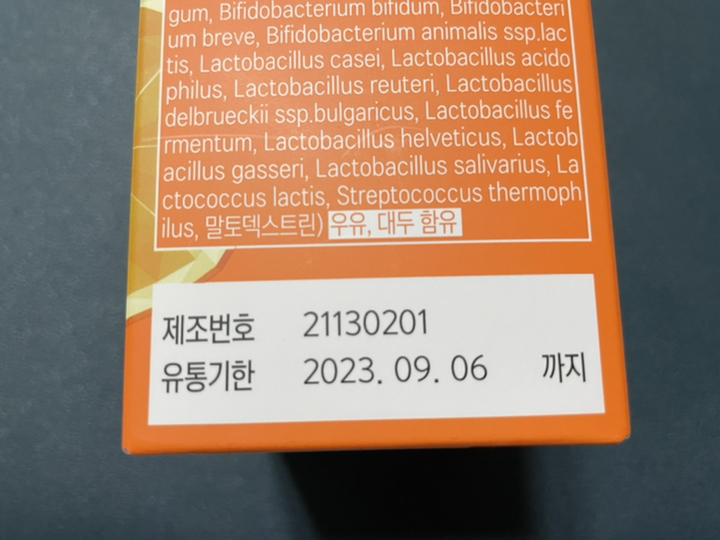 gum, Bifidobacterium bifidum, Bifidobacteri
um breve, Bifidobacterium animalis ssp.lac
tis, Lactobacillus casei, Lactobacillus acido
philus, Lactobacillus reuteri, Lactobacillus
delbrueckii ssp.bulgaricus, Lactobacillus fe
rmentum, Lactobacillus helveticus, Lactob
acillus gasseri, Lactobacillus salivarius, La
ctococcus lactis, Streptococcus thermoph
ilus, 말토덱스트린) 우유, 대두 함유
제조번호 21130201
유통기한 2023. 09. 06 까지